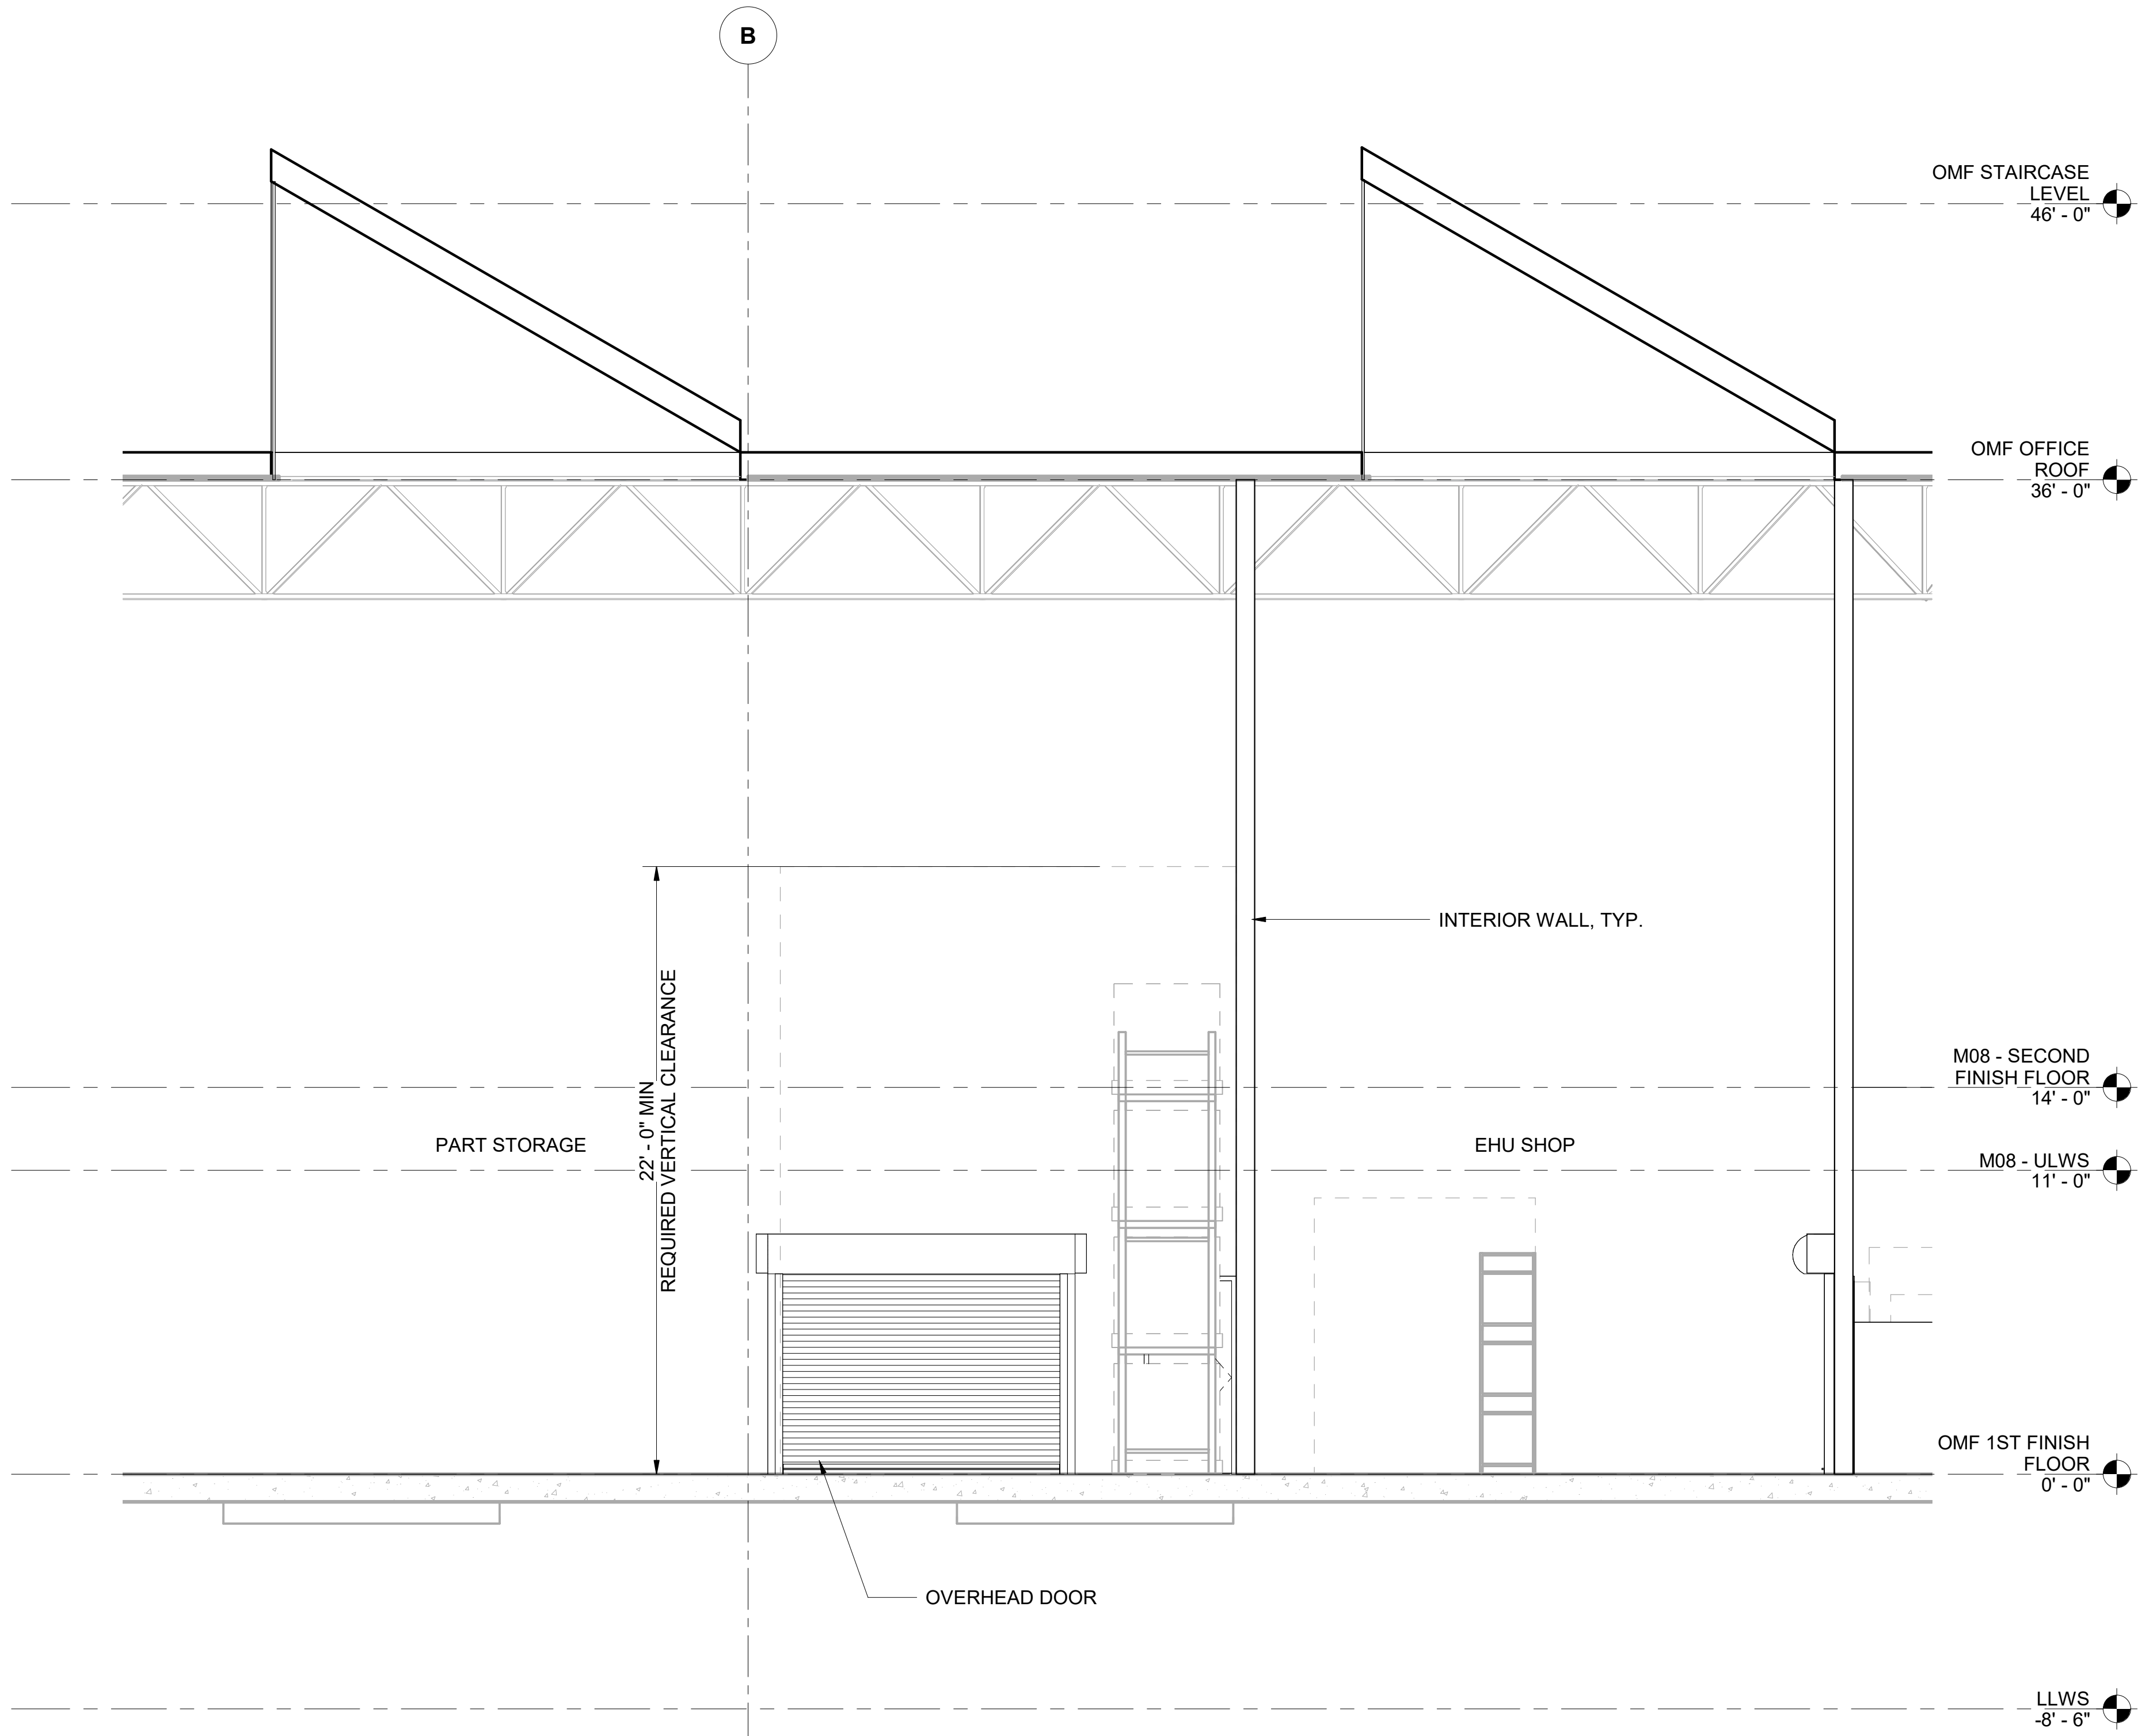 B
OMF STAIRCASE
LEVEL
46' - 0"
OMF OFFICE
ROOF
36' - 0"
INTERIOR WALL, TYP.
22' - 0" MIN
REQUIRED VERTICAL CLEARANCE
M08 - SECOND
FINISH FLOOR
14' - 0"
PART STORAGE
EHU SHOP
M08 - ULWS
11' - 0"
OMF 1ST FINISH
FLOOR
0' - 0"
OVERHEAD DOOR
LLWS
-8' - 6"